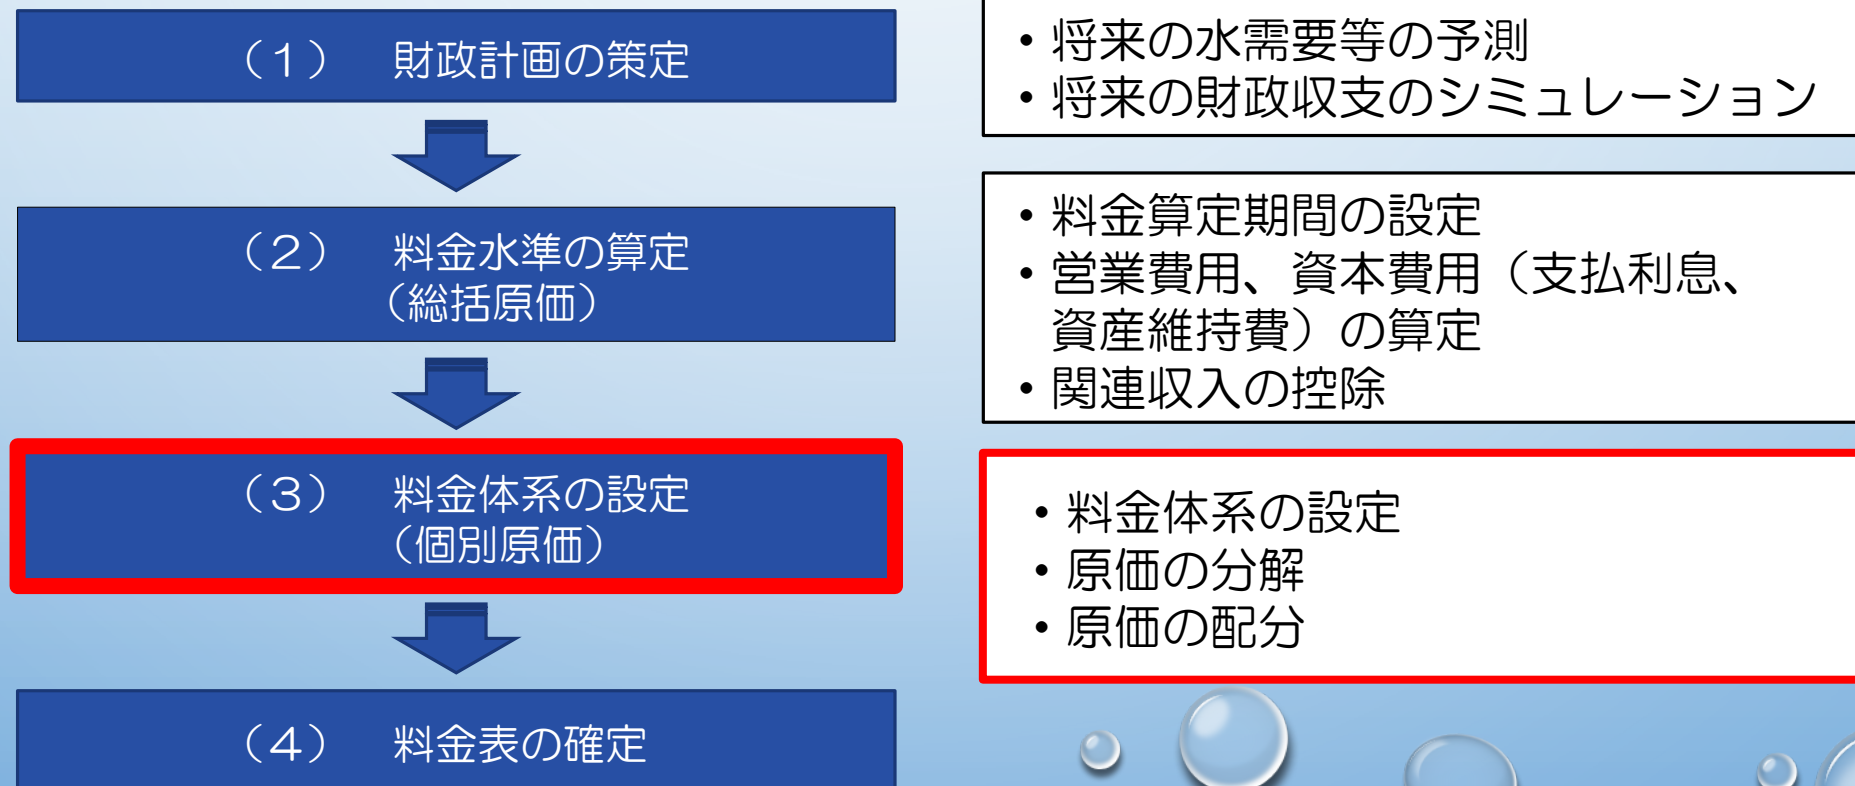 （１）　財政計画の策定
・将来の水需要等の予測
・将来の財政収支のシミュレーション
（２）　料金水準の算定
（総括原価）
・料金算定期間の設定
・営業費用、資本費用（支払利息、
資産維持費）の算定
・関連収入の控除
（３）　料金体系の設定
（個別原価）
・料金体系の設定
・原価の分解
・原価の配分
（４）　料金表の確定